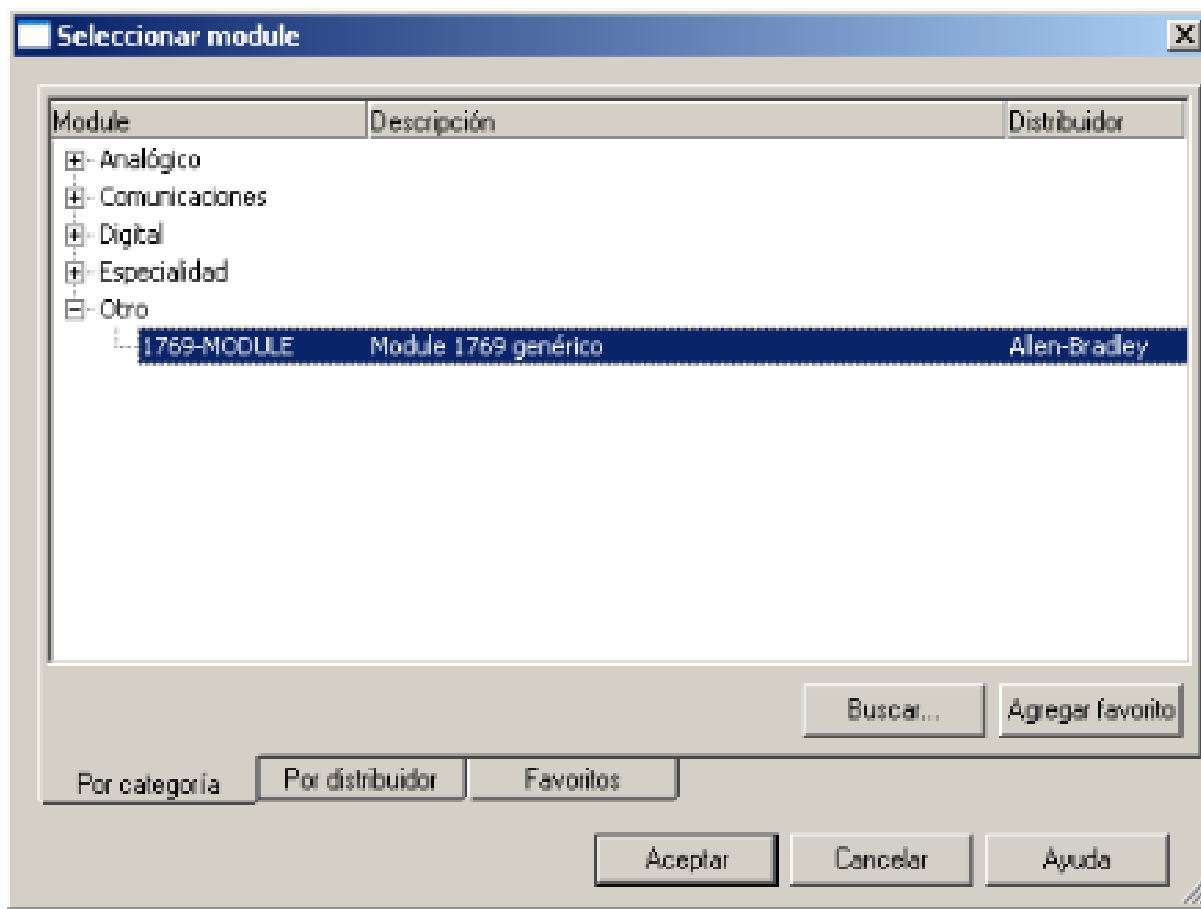 Seleccionar module
Module Descripción Distribuidor
Analógico
Comunicaciones
Digital
Especialidad
Otro
1769-MODULE Module 1769 genérico Allen-Bradley
Buscar... Agregar favorito
Por categoría Por distribuidor Favoritos
Aceptar Cancelar Ayuda